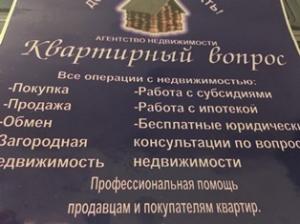 АГЕНТСТВО НЕДВИЖИМОСТИ
Квартирный вопрос
Все операции с недвижимостью:
-Покупка
-Продажа
-Обмен
Загородная
недвижимость
-Работа с субсидиями
-Работа с ипотекой
-Бесплатные юридически
консультации по вопрос
недвижимости
Профессиональная помощь
продавцам и покупателям квартир.